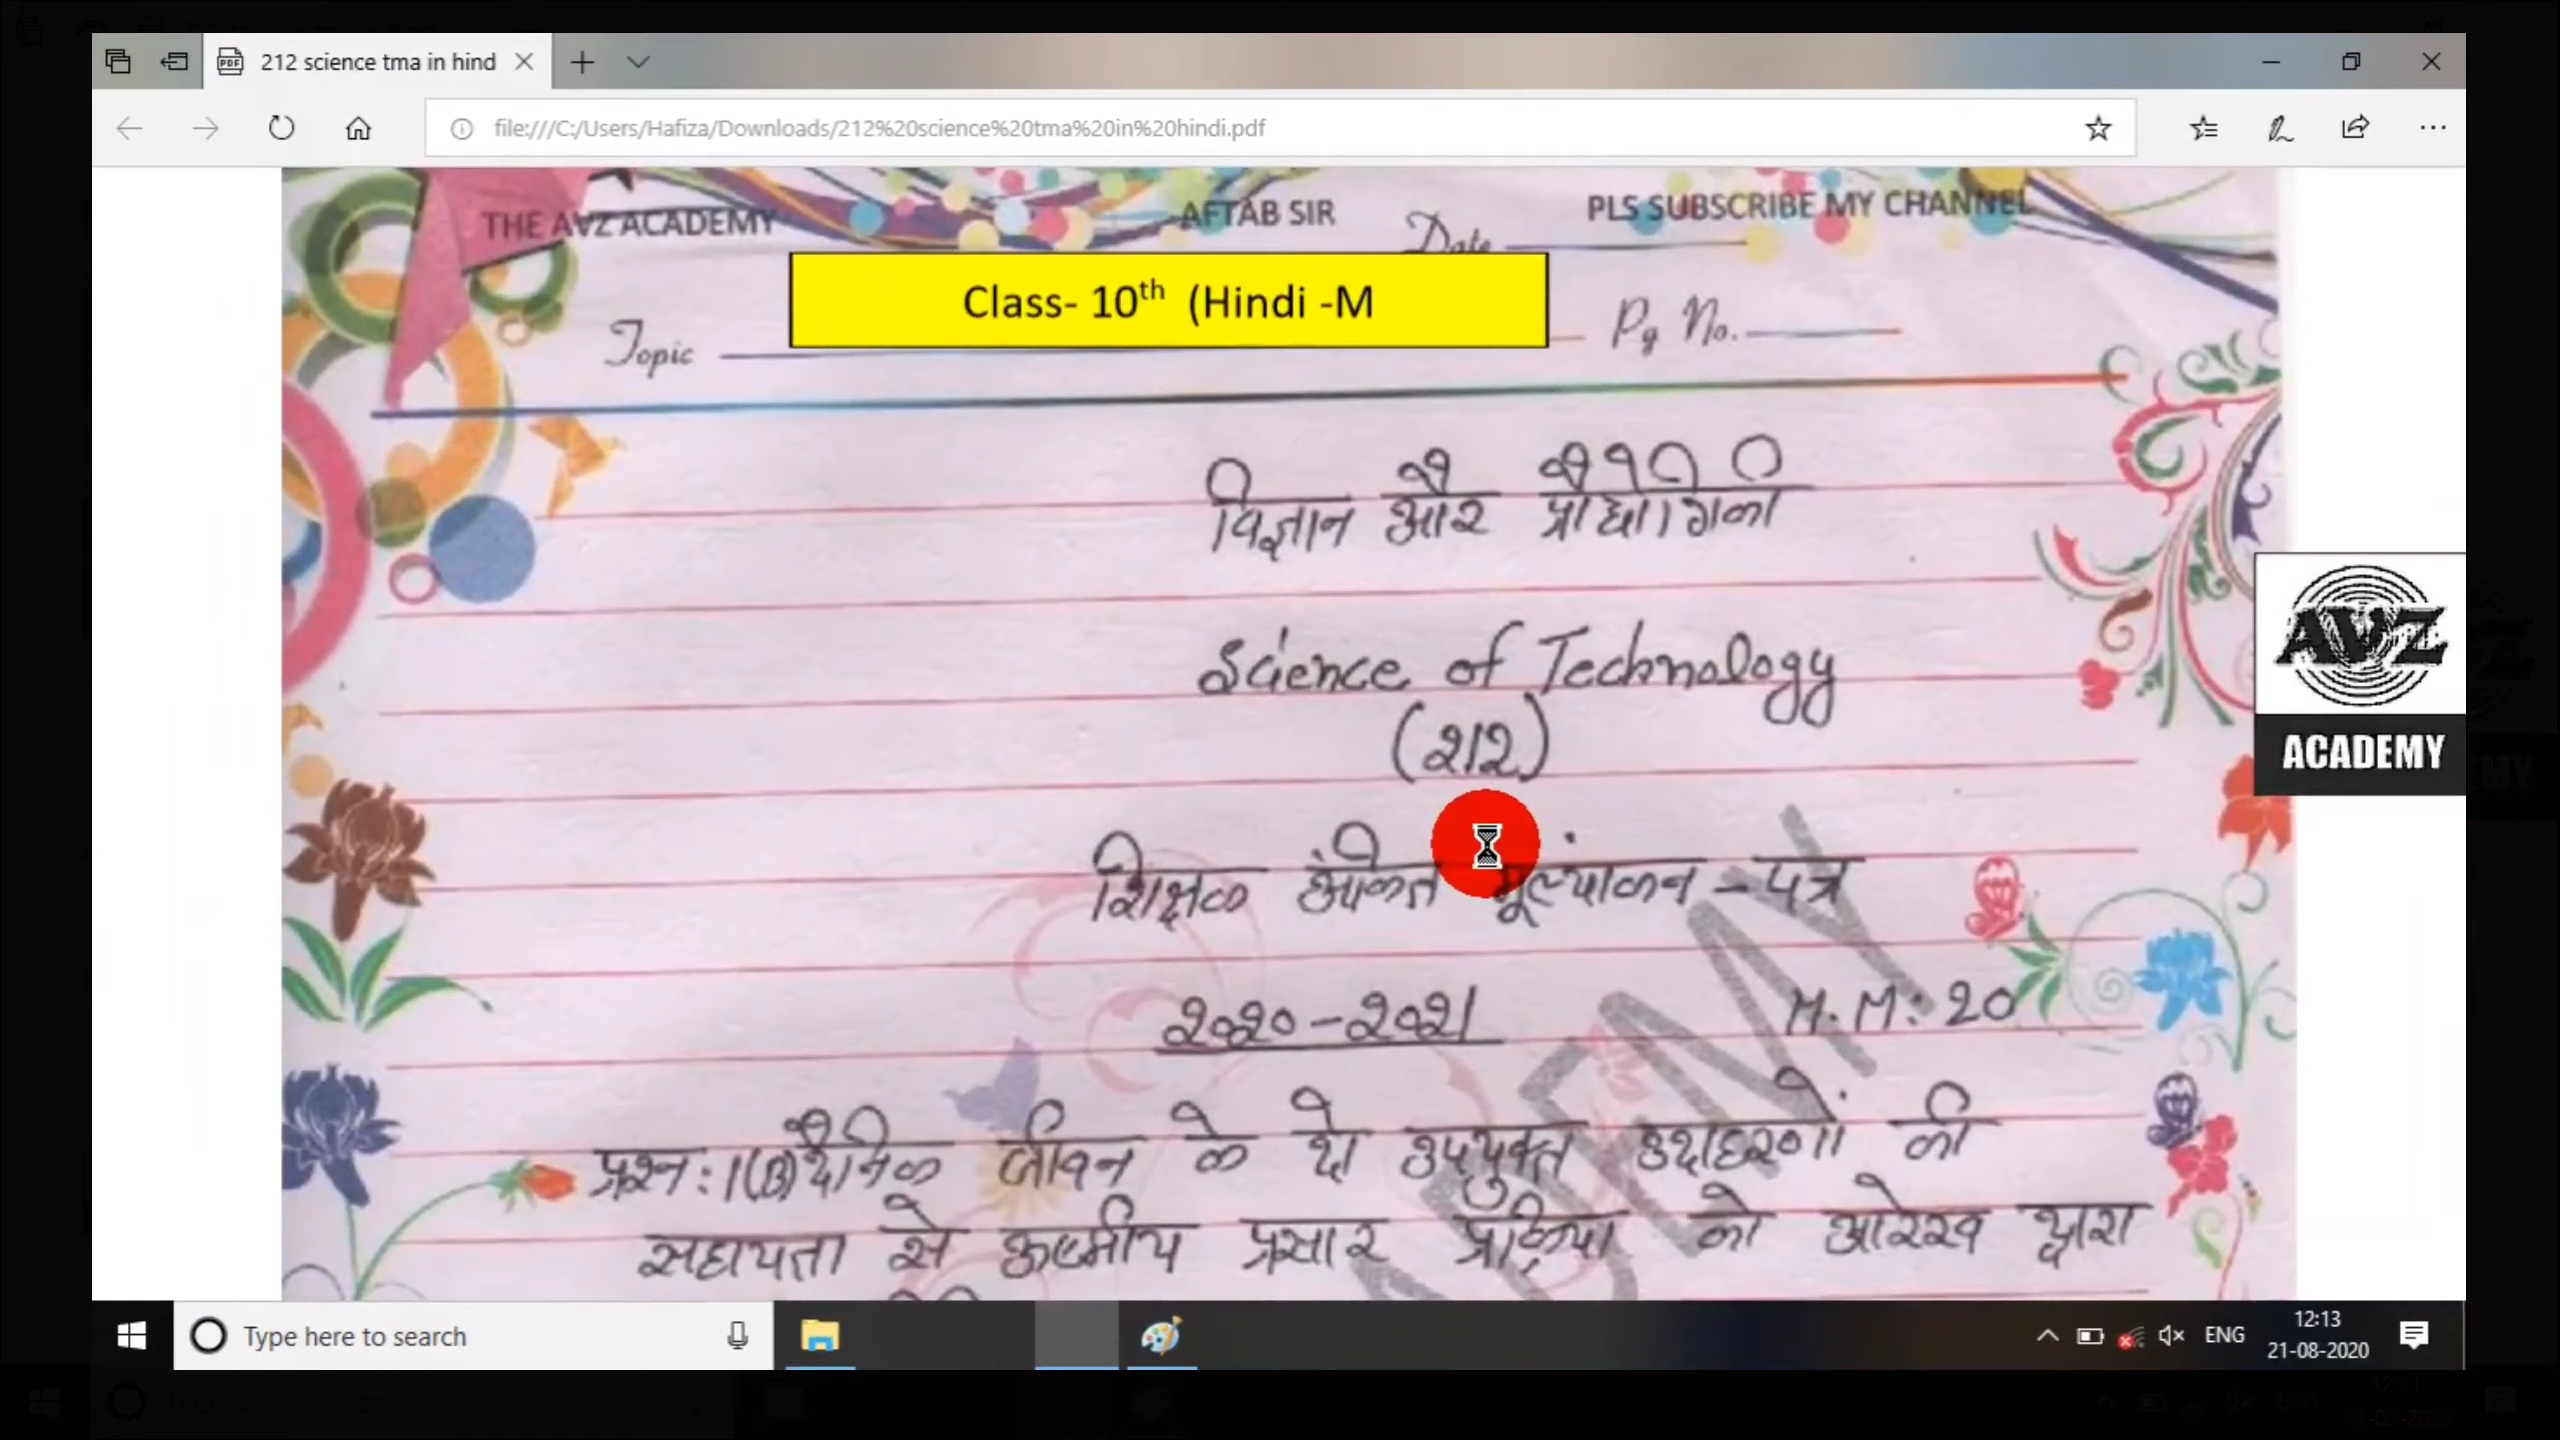 212 science tma in hind
file:///C:/Users/Hafiza/Downloads/212%20science%20tma%20in%20hindi.pdf
THE AVZ ACADEMY AFTAB SIR PLS SUBSCRIBE MY CHANNEL
Date
Class- 10th (Hindi -M
Topic Pg No.
विज्ञान और प्रौद्योगिकी
Science of Technology
(212)
AVZ
ACADEMY
शिक्षक अंकित मूल्यांकन - पत्र
2020-2021 M.M: 20
प्रश्न: 1(B) दैनिक जीवन के दो उपयुक्त उदाहरणों की
सहायता से ऊष्मीय प्रसार प्रक्रिया को आरेख द्वारा
Type here to search
ENG
12:13
21-08-2020